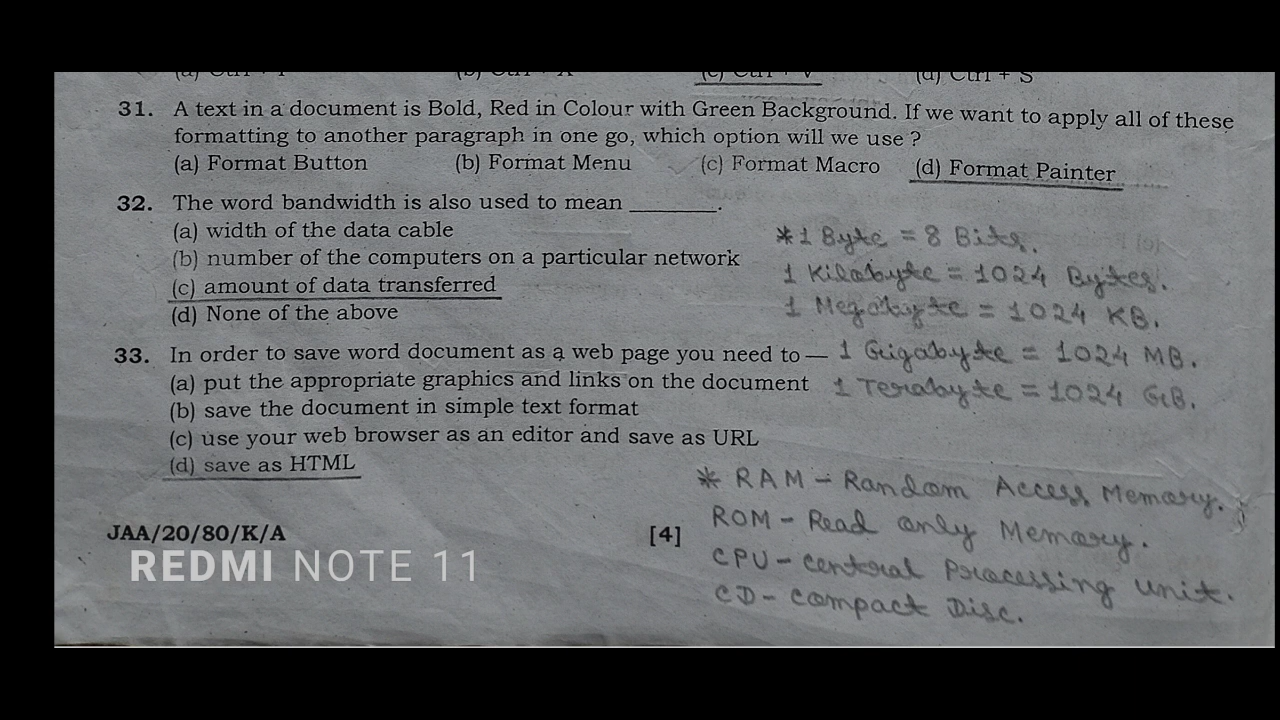 (a) Ctrl + (b) Ctrl + X (c) Ctrl + V (d) Ctrl + S
31. A text in a document is Bold, Red in Colour with Green Background. If we want to apply all of these
formatting to another paragraph in one go, which option will we use ?
(a) Format Button (b) Format Menu (c) Format Macro (d) Format Painter
32. The word bandwidth is also used to mean ________.
(a) width of the data cable
* 1 Byte = 8 Bits.
(b) number of the computers on a particular network
1 Kilobyte = 1024 Bytes.
(c) amount of data transferred
1 Megabyte = 1024 KB.
(d) None of the above
33. In order to save word document as a web page you need to —
1 Gigabyte = 1024 MB.
(a) put the appropriate graphics and links on the document
1 Terabyte = 1024 GB.
(b) save the document in simple text format
(c) use your web browser as an editor and save as URL
(d) save as HTML
* RAM - Random Access Memory.
ROM - Read only Memory.
JAA/20/80/K/A [4]
CPU - central Processing unit.
CD - compact Disc.
REDMI NOTE 11